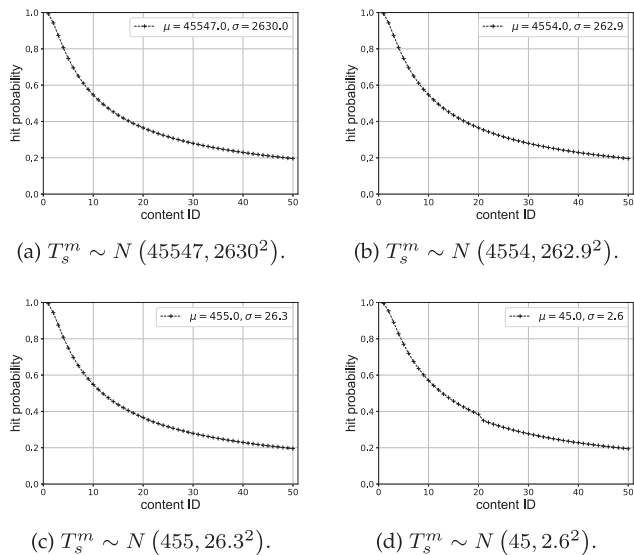 1.0
μ = 45547.0, σ = 2630.0
0.8
0.6
0.4
0.2
0.0
hit probability
0 10 20 30 40 50
content ID
(a) T_s^m ∼ N (45547, 2630²).
1.0
μ = 4554.0, σ = 262.9
0.8
0.6
0.4
0.2
0.0
hit probability
0 10 20 30 40 50
content ID
(b) T_s^m ∼ N (4554, 262.9²).
1.0
μ = 455.0, σ = 26.3
0.8
0.6
0.4
0.2
0.0
hit probability
0 10 20 30 40 50
content ID
(c) T_s^m ∼ N (455, 26.3²).
1.0
μ = 45.0, σ = 2.6
0.8
0.6
0.4
0.2
0.0
hit probability
0 10 20 30 40 50
content ID
(d) T_s^m ∼ N (45, 2.6²).